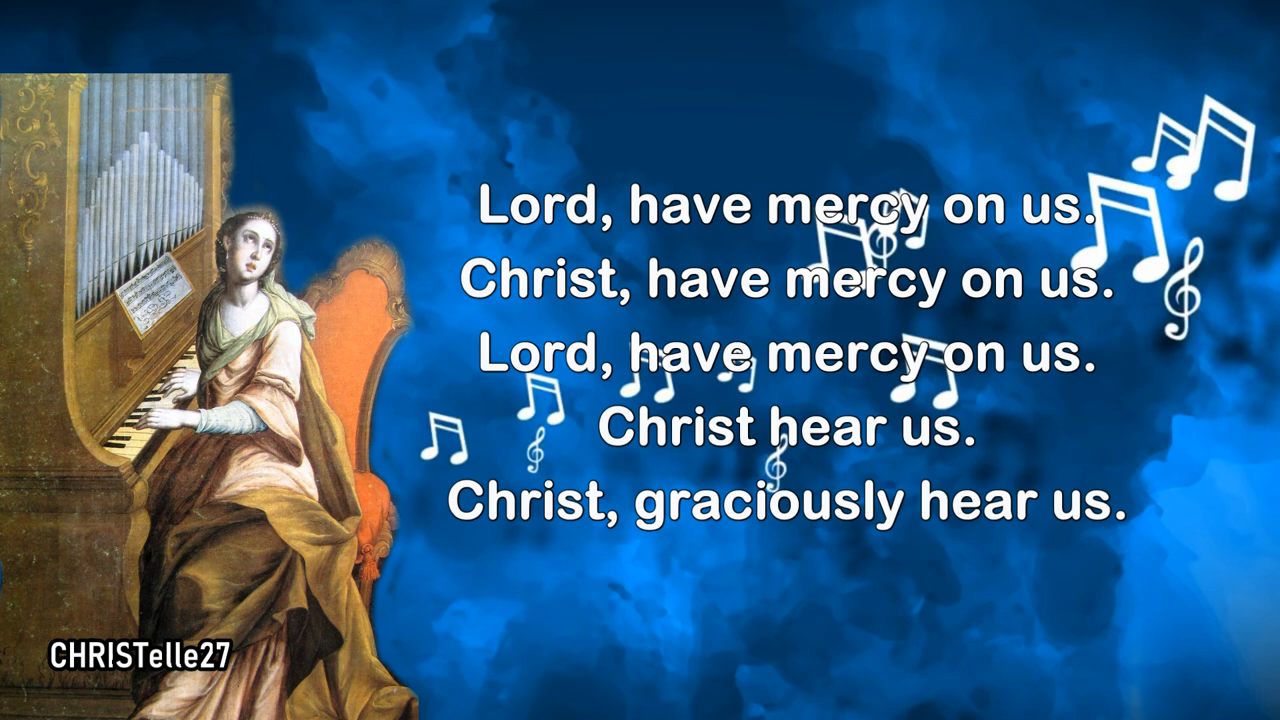 Lord, have mercy on us.
Christ, have mercy on us.
Lord, have mercy on us.
Christ hear us.
Christ, graciously hear us.
CHRISTelle27